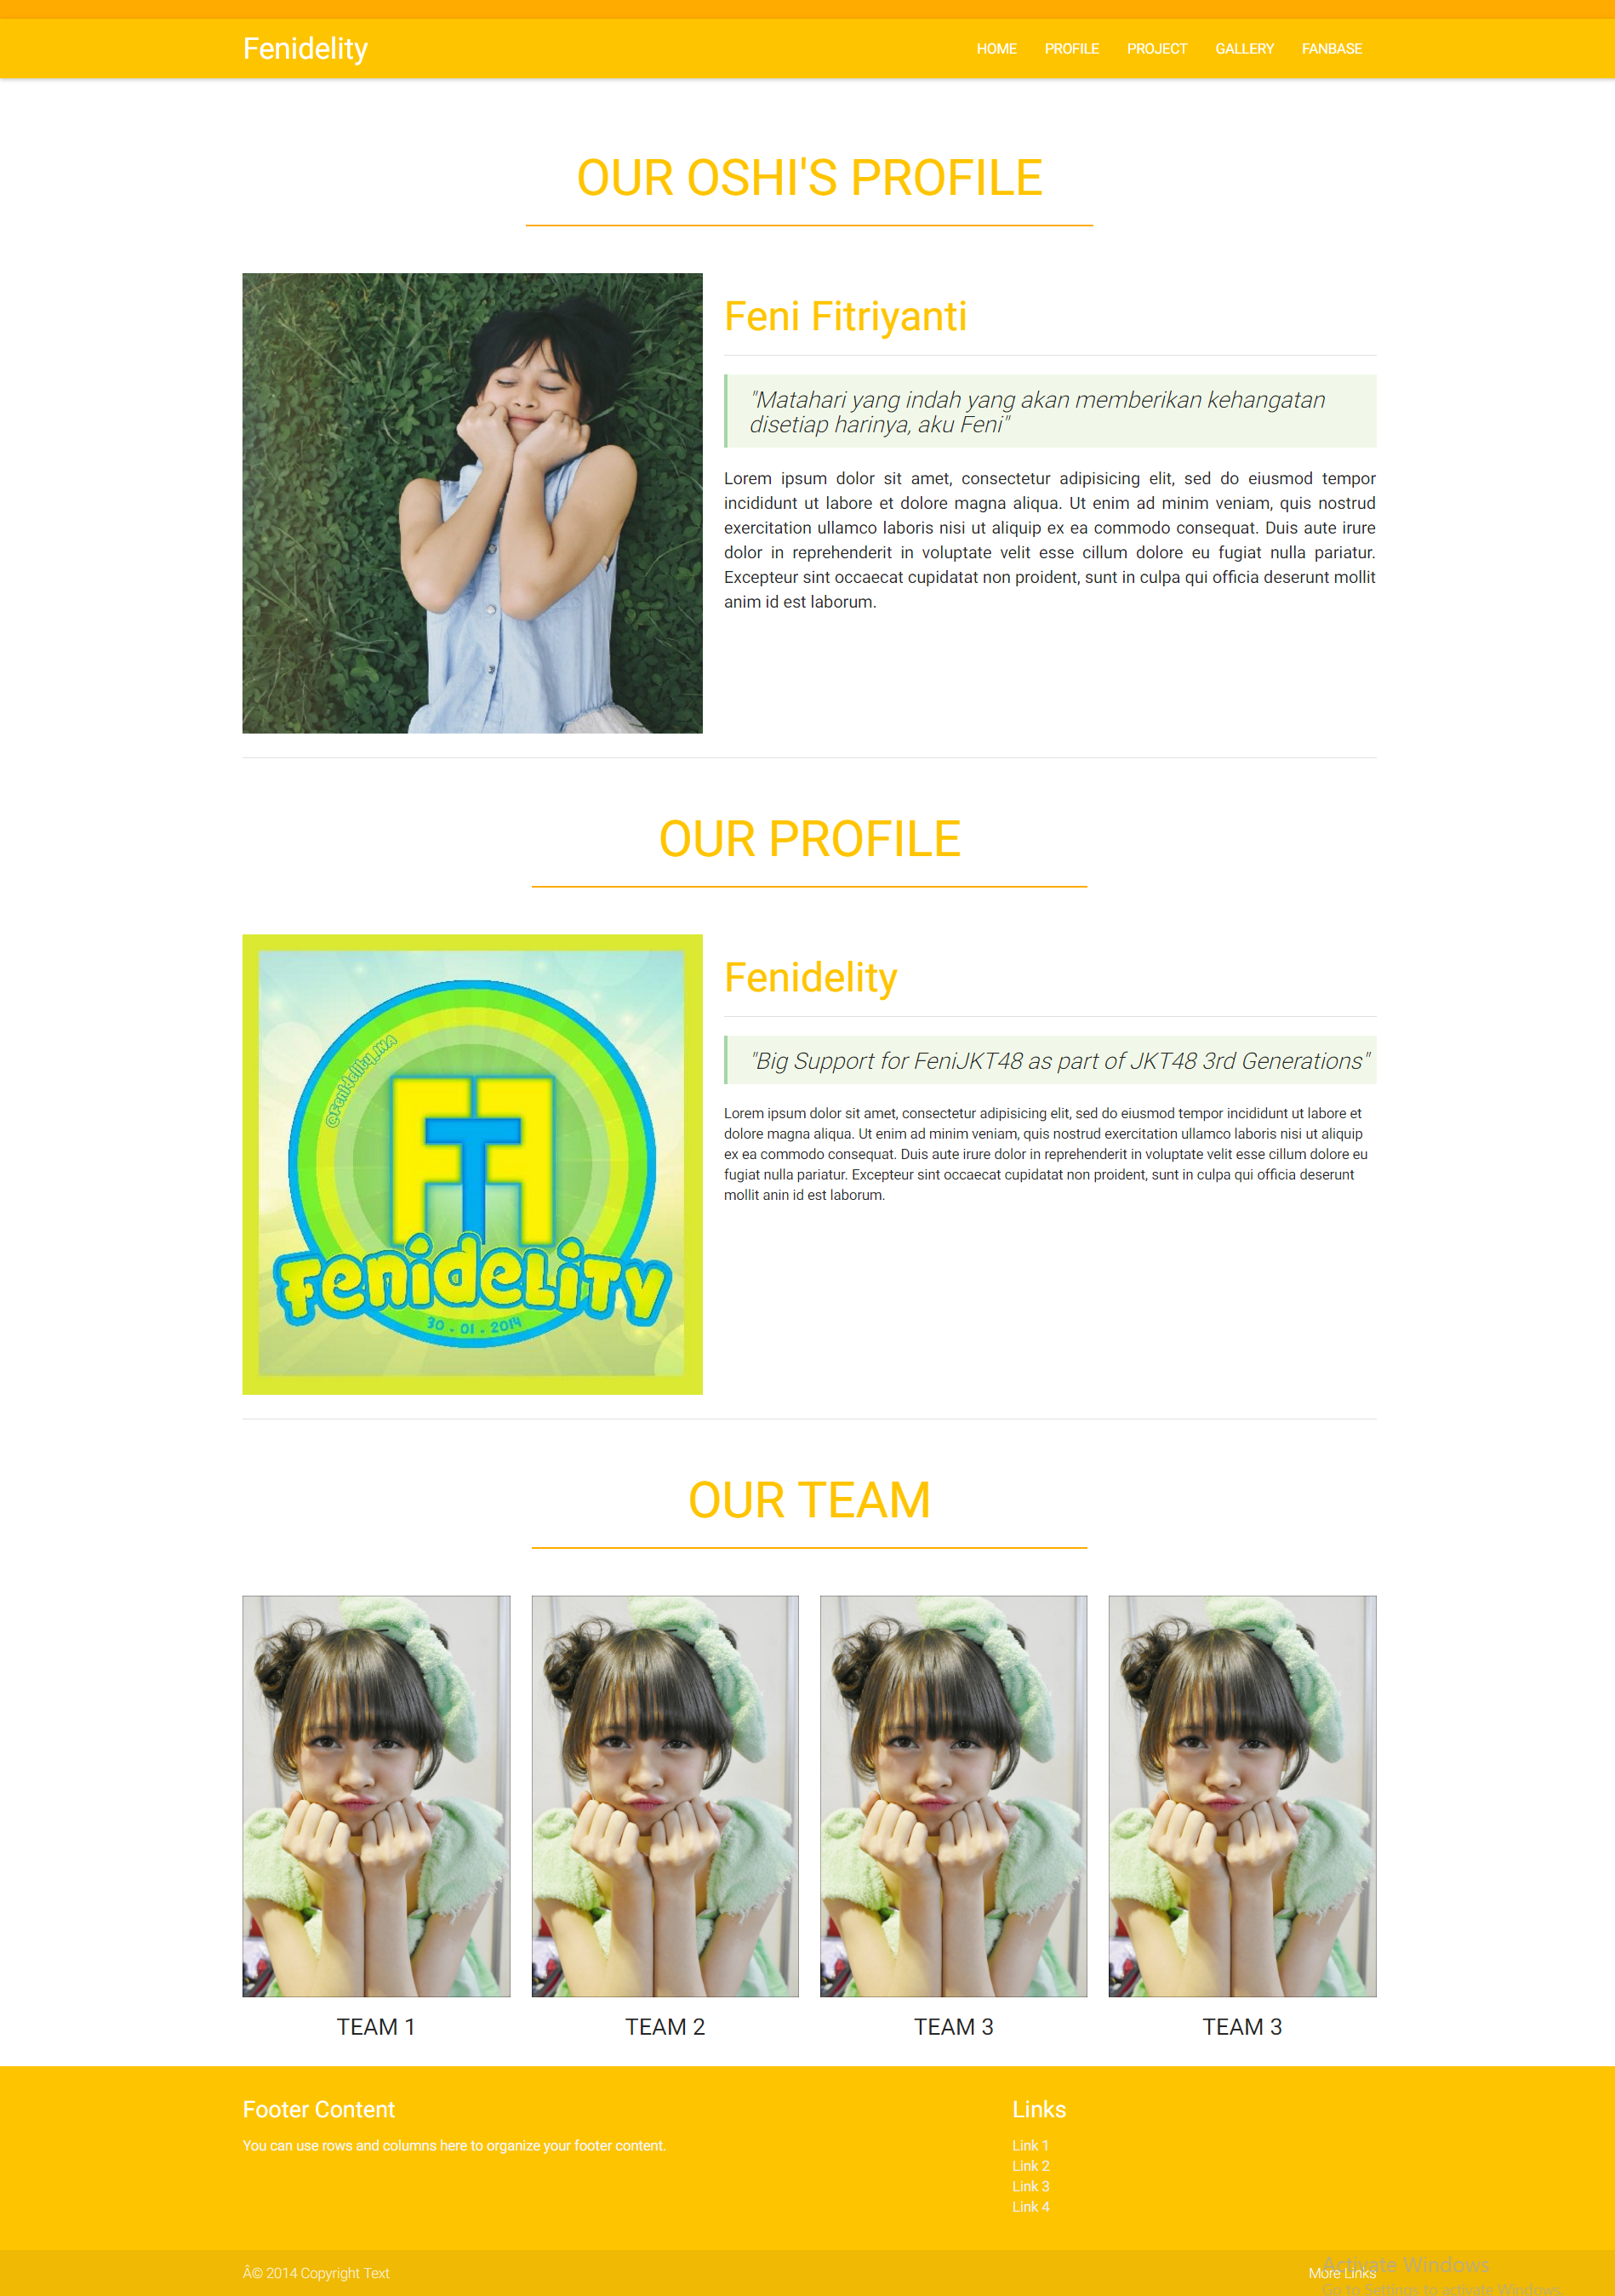 Fenidelity
HOME PROFILE PROJECT GALLERY FANBASE
OUR OSHI'S PROFILE
Feni Fitriyanti
"Matahari yang indah yang akan memberikan kehangatan
disetiap harinya, aku Feni"
Lorem ipsum dolor sit amet, consectetur adipisicing elit, sed do eiusmod tempor
incididunt ut labore et dolore magna aliqua. Ut enim ad minim veniam, quis nostrud
exercitation ullamco laboris nisi ut aliquip ex ea commodo consequat. Duis aute irure
dolor in reprehenderit in voluptate velit esse cillum dolore eu fugiat nulla pariatur.
Excepteur sint occaecat cupidatat non proident, sunt in culpa qui officia deserunt mollit
anim id est laborum.
OUR PROFILE
@Fenidelity_INA
FTF
Fenidelity
30 . 01 . 2014
Fenidelity
"Big Support for FeniJKT48 as part of JKT48 3rd Generations"
Lorem ipsum dolor sit amet, consectetur adipisicing elit, sed do eiusmod tempor incididunt ut labore et
dolore magna aliqua. Ut enim ad minim veniam, quis nostrud exercitation ullamco laboris nisi ut aliquip
ex ea commodo consequat. Duis aute irure dolor in reprehenderit in voluptate velit esse cillum dolore eu
fugiat nulla pariatur. Excepteur sint occaecat cupidatat non proident, sunt in culpa qui officia deserunt
mollit anin id est laborum.
OUR TEAM
TEAM 1
TEAM 2
TEAM 3
TEAM 3
Footer Content
You can use rows and columns here to organize your footer content.
Links
Link 1
Link 2
Link 3
Link 4
Â© 2014 Copyright Text
More Links
Activate Windows
Go to Settings to activate Windows.